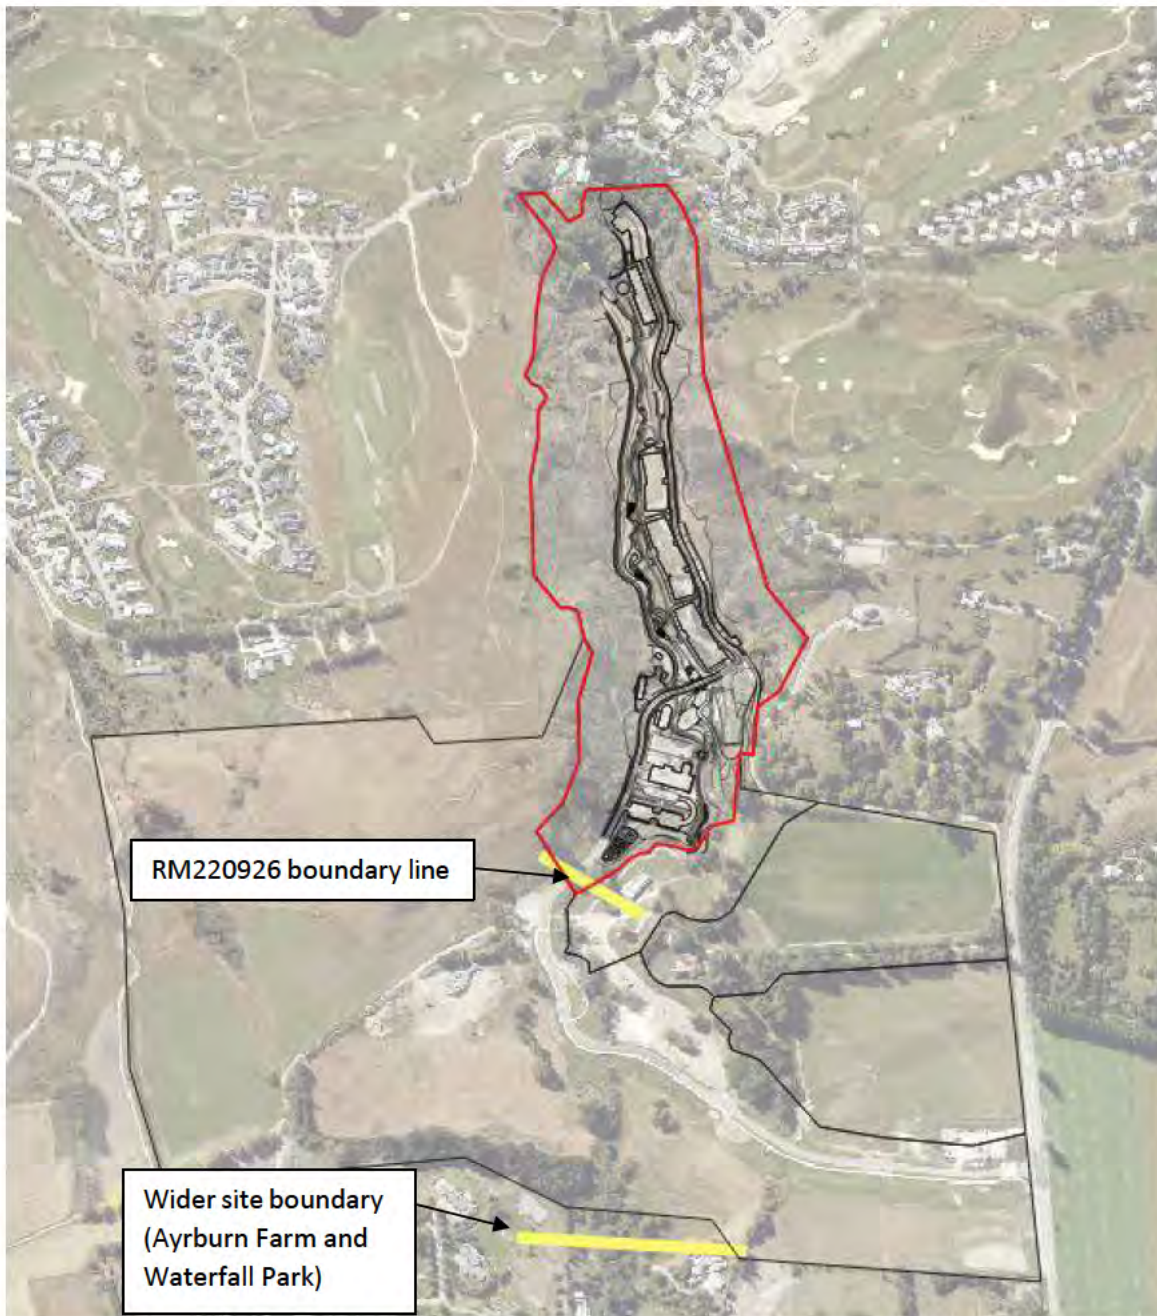 RM220926 boundary line
Wider site boundary
(Ayrburn Farm and
Waterfall Park)